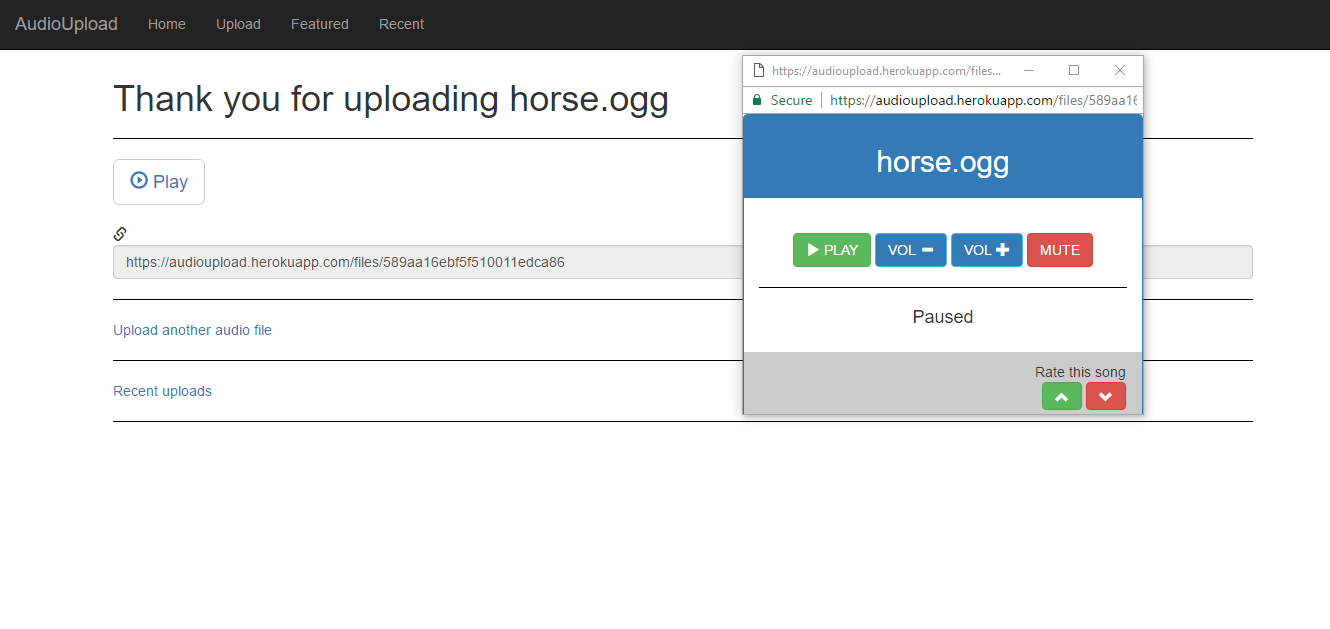 AudioUpload Home Upload Featured Recent
Thank you for uploading horse.ogg
Play
https://audioupload.herokuapp.com/files/589aa16ebf5f510011edca86
Upload another audio file
Recent uploads
https://audioupload.herokuapp.com/files...
Secure https://audioupload.herokuapp.com/files/589aa16
horse.ogg
PLAY VOL VOL MUTE
Paused
Rate this song